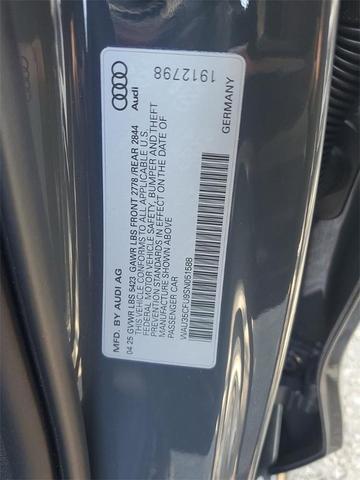 Audi
1912798
GERMANY
MFD. BY AUDI AG
04 25 GVWR LBS 5423 GAWR LBS FRONT 2778 /REAR 2844
THIS VEHICLE CONFORMS TO ALL APPLICABLE U.S.
FEDERAL MOTOR VEHICLE SAFETY, BUMPER AND THEFT
PREVENTION STANDARDS IN EFFECT ON THE DATE OF
MANUFACTURE SHOWN ABOVE
PASSENGER CAR